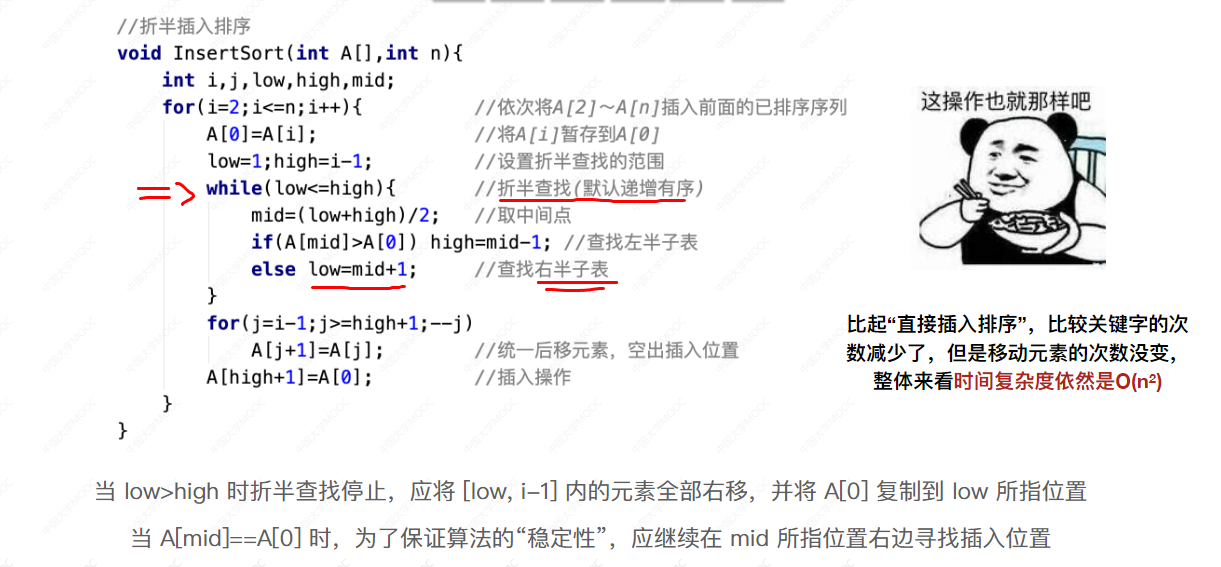 //折半插入排序
void InsertSort(int A[],int n){
int i,j,low,high,mid;
for(i=2;i<=n;i++){ //依次将A[2]～A[n]插入前面的已排序序列
A[0]=A[i]; //将A[i]暂存到A[0]
low=1;high=i-1; //设置折半查找的范围
while(low<=high){ //折半查找(默认递增有序)
mid=(low+high)/2; //取中间点
if(A[mid]>A[0]) high=mid-1; //查找左半子表
else low=mid+1; //查找右半子表
}
for(j=i-1;j>=high+1;--j)
A[j+1]=A[j]; //统一后移元素，空出插入位置
A[high+1]=A[0]; //插入操作
}
}
这操作也就那样吧
比起“直接插入排序”，比较关键字的次
数减少了，但是移动元素的次数没变，
整体来看时间复杂度依然是O(n²)
当 low>high 时折半查找停止，应将 [low, i-1] 内的元素全部右移，并将 A[0] 复制到 low 所指位置
当 A[mid]==A[0] 时，为了保证算法的“稳定性”，应继续在 mid 所指位置右边寻找插入位置